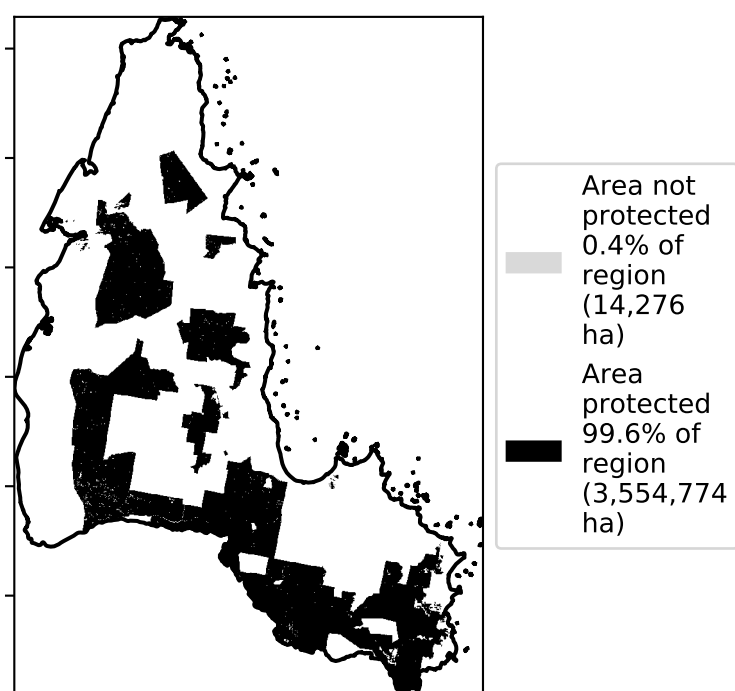 Area not
protected
0.4% of
region
(14,276
ha)
Area
protected
99.6% of
region
(3,554,774
ha)